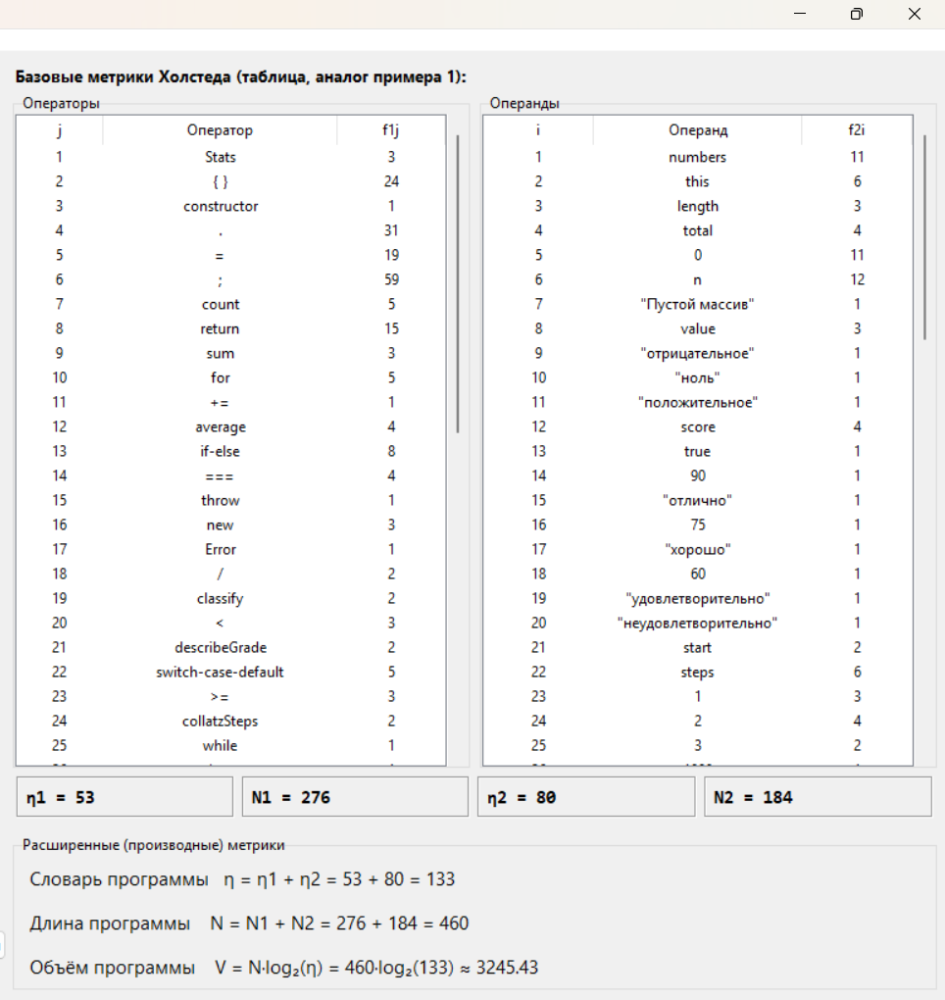 Базовые метрики Холстеда (таблица, аналог примера 1):
Операторы
j Оператор f1j
1 Stats 3
2 { } 24
3 constructor 1
4 . 31
5 = 19
6 ; 59
7 count 5
8 return 15
9 sum 3
10 for 5
11 += 1
12 average 4
13 if-else 8
14 === 4
15 throw 1
16 new 3
17 Error 1
18 / 2
19 classify 2
20 < 3
21 describeGrade 2
22 switch-case-default 5
23 >= 3
24 collatzSteps 2
25 while 1
Операнды
i Операнд f2i
1 numbers 11
2 this 6
3 length 3
4 total 4
5 0 11
6 n 12
7 "Пустой массив" 1
8 value 3
9 "отрицательное" 1
10 "ноль" 1
11 "положительное" 1
12 score 4
13 true 1
14 90 1
15 "отлично" 1
16 75 1
17 "хорошо" 1
18 60 1
19 "удовлетворительно" 1
20 "неудовлетворительно" 1
21 start 2
22 steps 6
23 1 3
24 2 4
25 3 2
η1 = 53
N1 = 276
η2 = 80
N2 = 184
Расширенные (производные) метрики
Словарь программы η = η1 + η2 = 53 + 80 = 133
Длина программы N = N1 + N2 = 276 + 184 = 460
Объём программы V = N·log₂(η) = 460·log₂(133) ≈ 3245.43